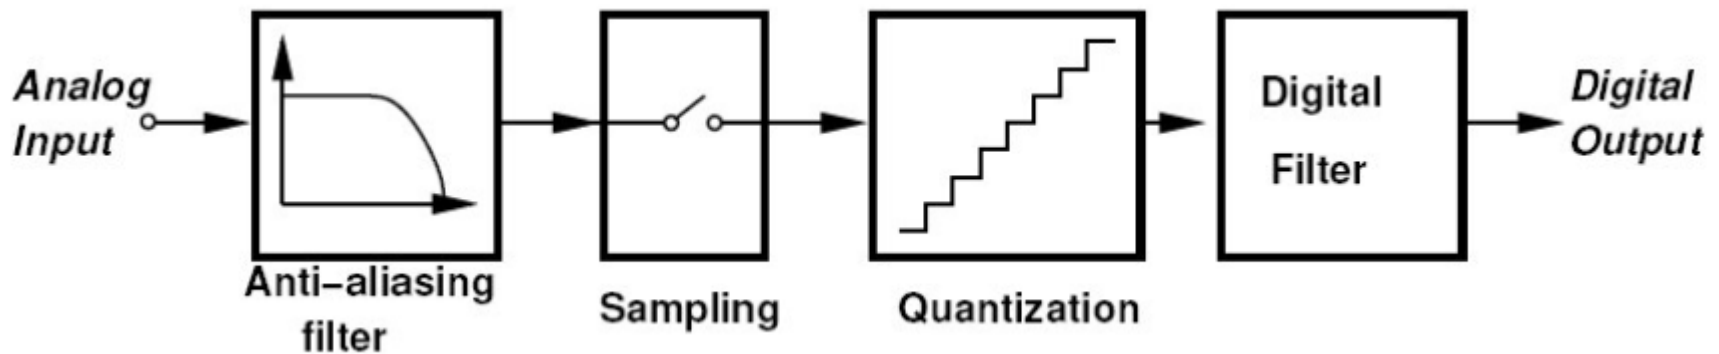 Analog
Input
Anti–aliasing
filter
Sampling
Quantization
Digital
Filter
Digital
Output